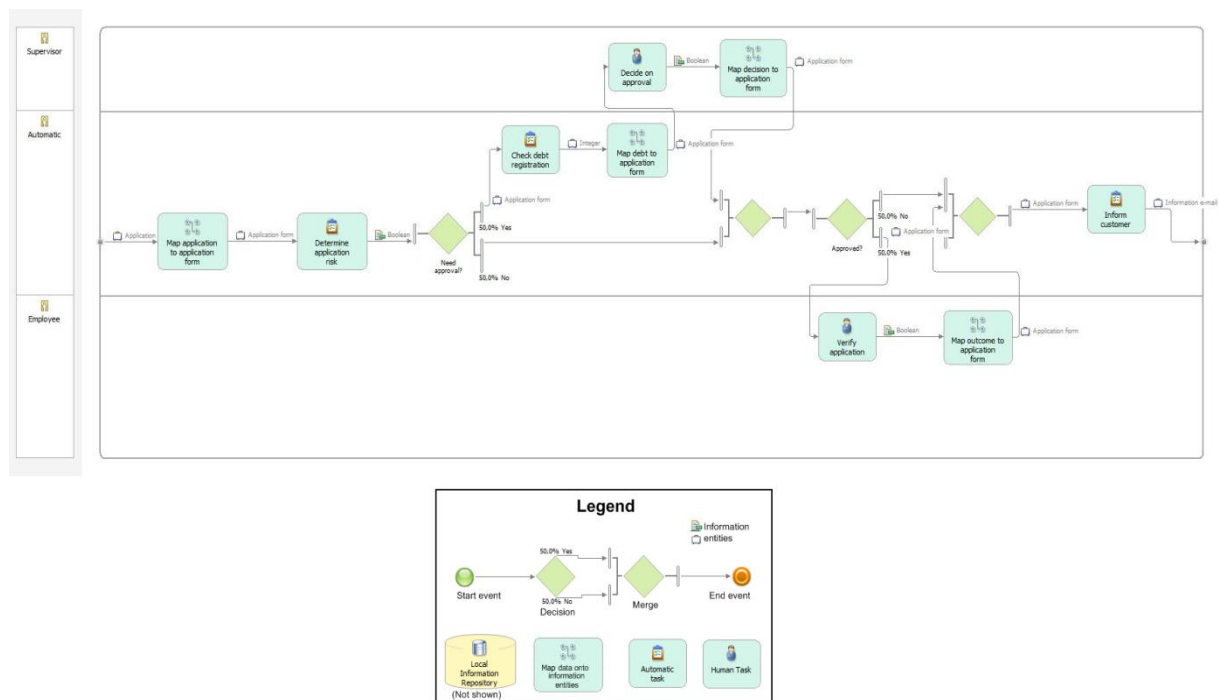 Supervisor
Decide on
approval
Boolean
Map decision to
application
form
Application form
Automatic
Check debt
registration
Integer
Map debt to
application
form
Application form
Application form
Application
Map application
to application
form
Application form
Determine
application
risk
Boolean
Need
approval?
50.0% Yes
50.0% No
Approved?
50.0% No
Application form
50.0% Yes
Application form
Inform
customer
Information e-mail
Employee
Verify
application
Boolean
Map outcome to
application
form
Application form
Legend
Information
entities
Start event
50.0% Yes
50.0% No
Decision
Merge
End event
Local
Information
Repository
(Not shown)
Map data onto
information
entities
Automatic
task
Human Task